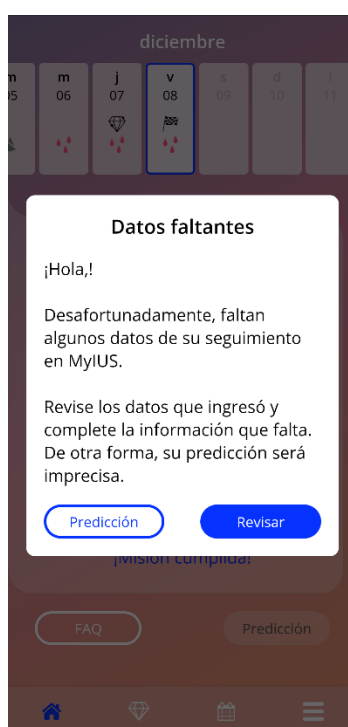 diciembre
m j v s d l
05 06 07 08 09 10 11
Datos faltantes
¡Hola,!
Desafortunadamente, faltan
algunos datos de su seguimiento
en MyIUS.
Revise los datos que ingresó y
complete la información que falta.
De otra forma, su predicción será
imprecisa.
Predicción Revisar
¡Misión cumplida!
FAQ Predicción